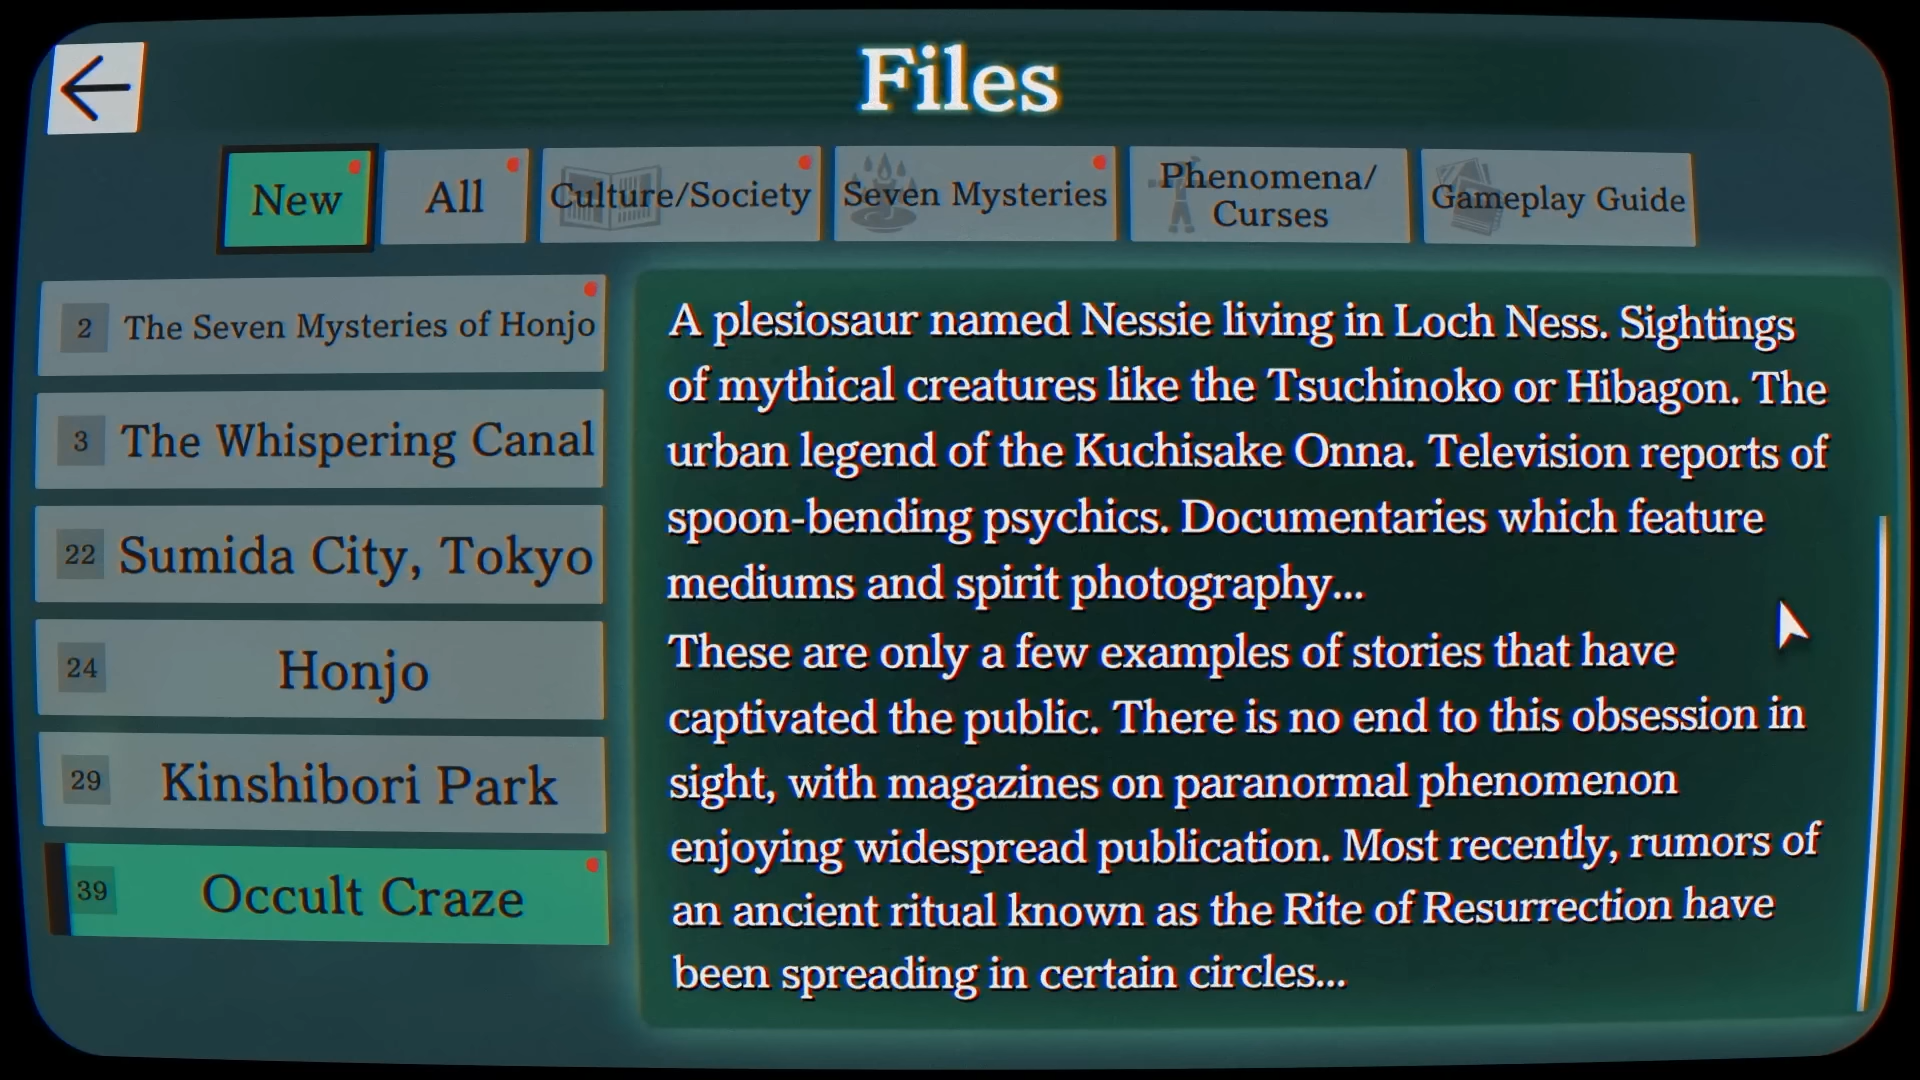 Files
New
All
Culture/Society
Seven Mysteries
Phenomena/
Curses
Gameplay Guide
2 The Seven Mysteries of Honjo
3 The Whispering Canal
22 Sumida City, Tokyo
24 Honjo
29 Kinshibori Park
39 Occult Craze
A plesiosaur named Nessie living in Loch Ness. Sightings
of mythical creatures like the Tsuchinoko or Hibagon. The
urban legend of the Kuchisake Onna. Television reports of
spoon-bending psychics. Documentaries which feature
mediums and spirit photography...
These are only a few examples of stories that have
captivated the public. There is no end to this obsession in
sight, with magazines on paranormal phenomenon
enjoying widespread publication. Most recently, rumors of
an ancient ritual known as the Rite of Resurrection have
been spreading in certain circles...